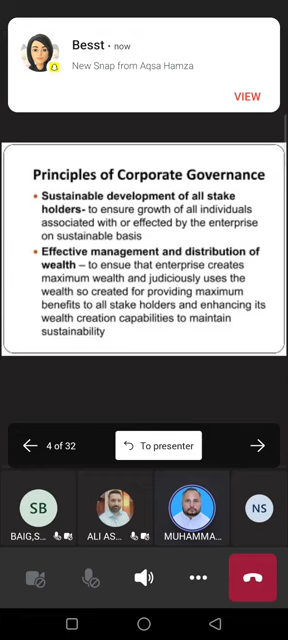 Besst • now
New Snap from Aqsa Hamza
VIEW
Principles of Corporate Governance
• Sustainable development of all stake
holders- to ensure growth of all individuals
associated with or effected by the enterprise
on sustainable basis
• Effective management and distribution of
wealth – to ensue that enterprise creates
maximum wealth and judiciously uses the
wealth so created for providing maximum
benefits to all stake holders and enhancing its
wealth creation capabilities to maintain
sustainability
4 of 32
To presenter
SB
NS
BAIG,S...
ALI AS...
MUHAMMA...